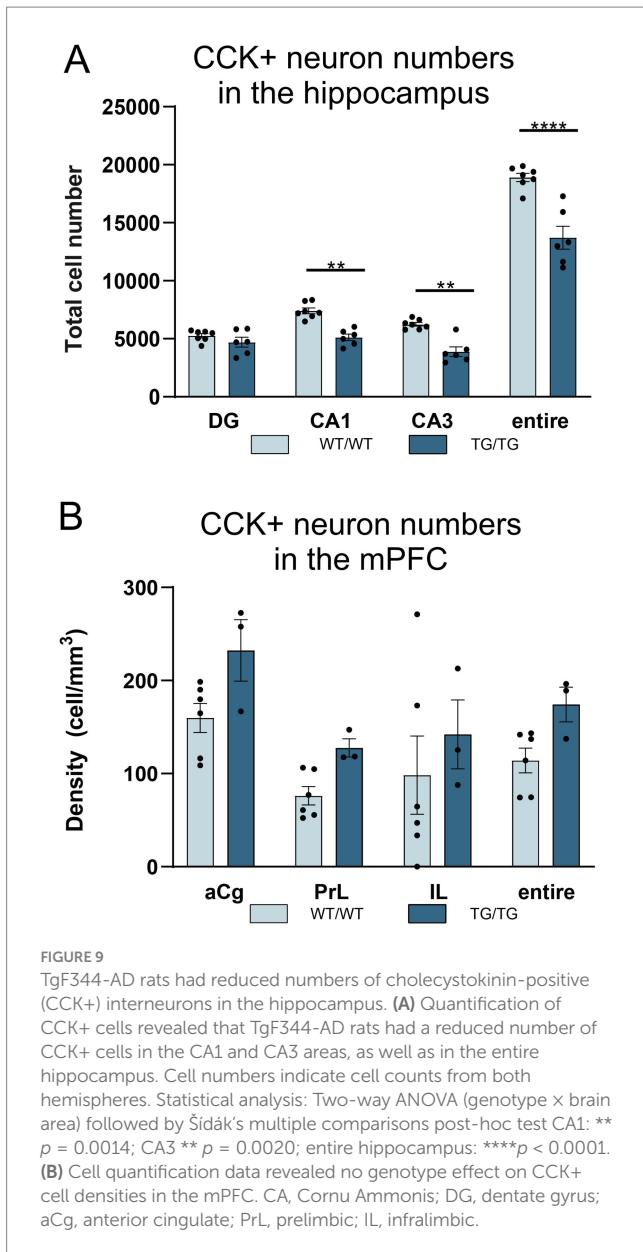 A
CCK+ neuron numbers
in the hippocampus
Total cell number
25000
20000
15000
10000
5000
0
**
**
****
DG CA1 CA3 entire
WT/WT TG/TG
B
CCK+ neuron numbers
in the mPFC
Density (cell/mm³)
300
200
100
0
aCg PrL IL entire
WT/WT TG/TG
FIGURE 9
TgF344-AD rats had reduced numbers of cholecystokinin-positive
(CCK+) interneurons in the hippocampus. (A) Quantification of
CCK+ cells revealed that TgF344-AD rats had a reduced number of
CCK+ cells in the CA1 and CA3 areas, as well as in the entire
hippocampus. Cell numbers indicate cell counts from both
hemispheres. Statistical analysis: Two-way ANOVA (genotype × brain
area) followed by Šídák’s multiple comparisons post-hoc test CA1: **
p = 0.0014; CA3 ** p = 0.0020; entire hippocampus: ****p < 0.0001.
(B) Cell quantification data revealed no genotype effect on CCK+
cell densities in the mPFC. CA, Cornu Ammonis; DG, dentate gyrus;
aCg, anterior cingulate; PrL, prelimbic; IL, infralimbic.